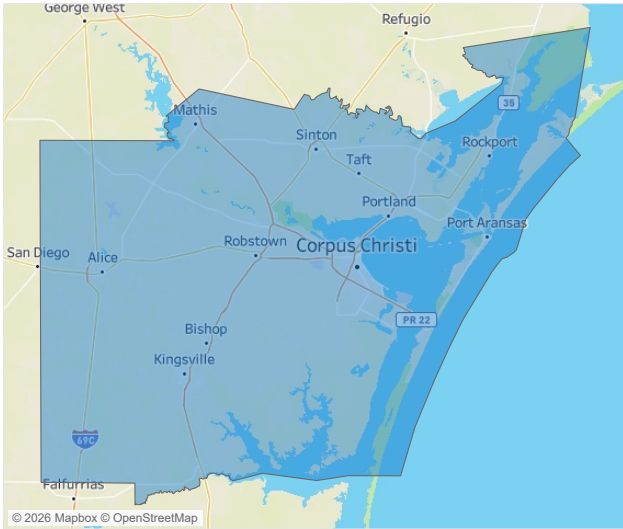 George West
Refugio
Mathis
35
Sinton
Rockport
Taft
Portland
Port Aransas
Robstown
Corpus Christi
San Diego
Alice
PR 22
Bishop
Kingsville
69C
Falfurrias
© 2026 Mapbox © OpenStreetMap